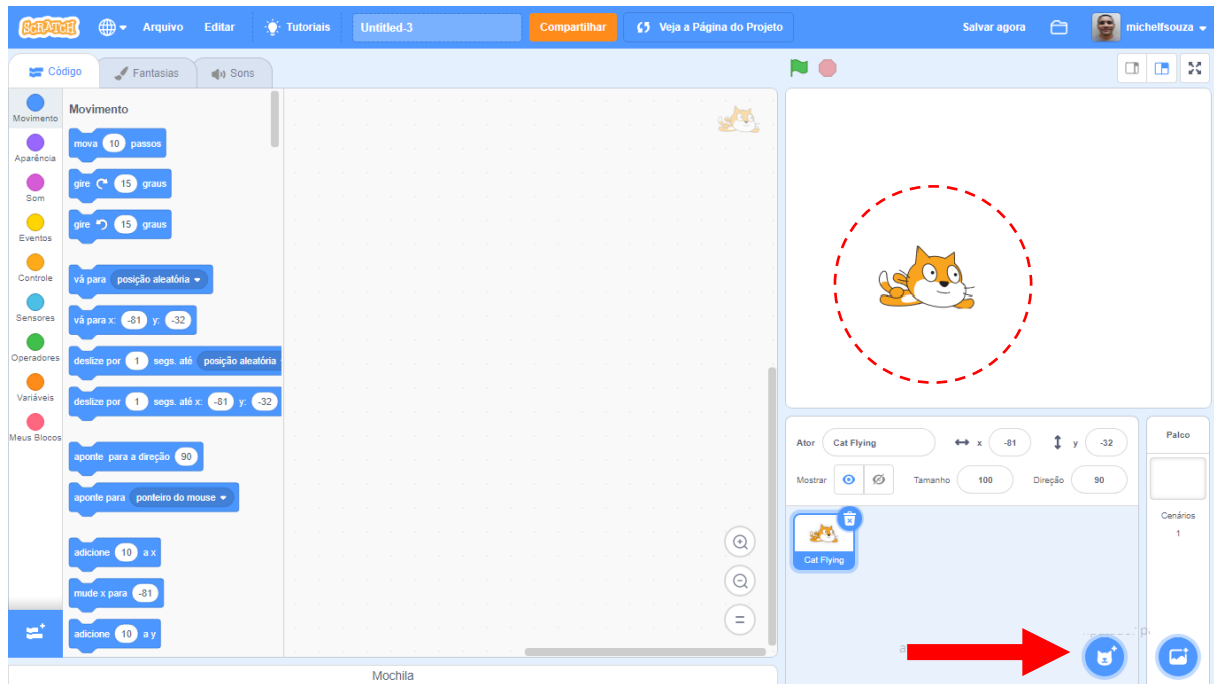 SCRATCH Arquivo Editar Tutoriais Untitled-3 Compartilhar Veja a Página do Projeto Salvar agora michelfsouza
Código Fantasias Sons
Movimento
Aparência
Som
Eventos
Controle
Sensores
Operadores
Variáveis
Meus Blocos
Movimento
mova 10 passos
gire 15 graus
gire 15 graus
vá para posição aleatória
vá para x: -81 y: -32
deslize por 1 segs. até posição aleatória
deslize por 1 segs. até x: -81 y: -32
aponte para a direção 90
aponte para ponteiro do mouse
adicione 10 a x
mude x para -81
adicione 10 a y
Mochila
Ator Cat Flying x -81 y -32
Mostrar Tamanho 100 Direção 90
Cat Flying
Palco
Cenários
1